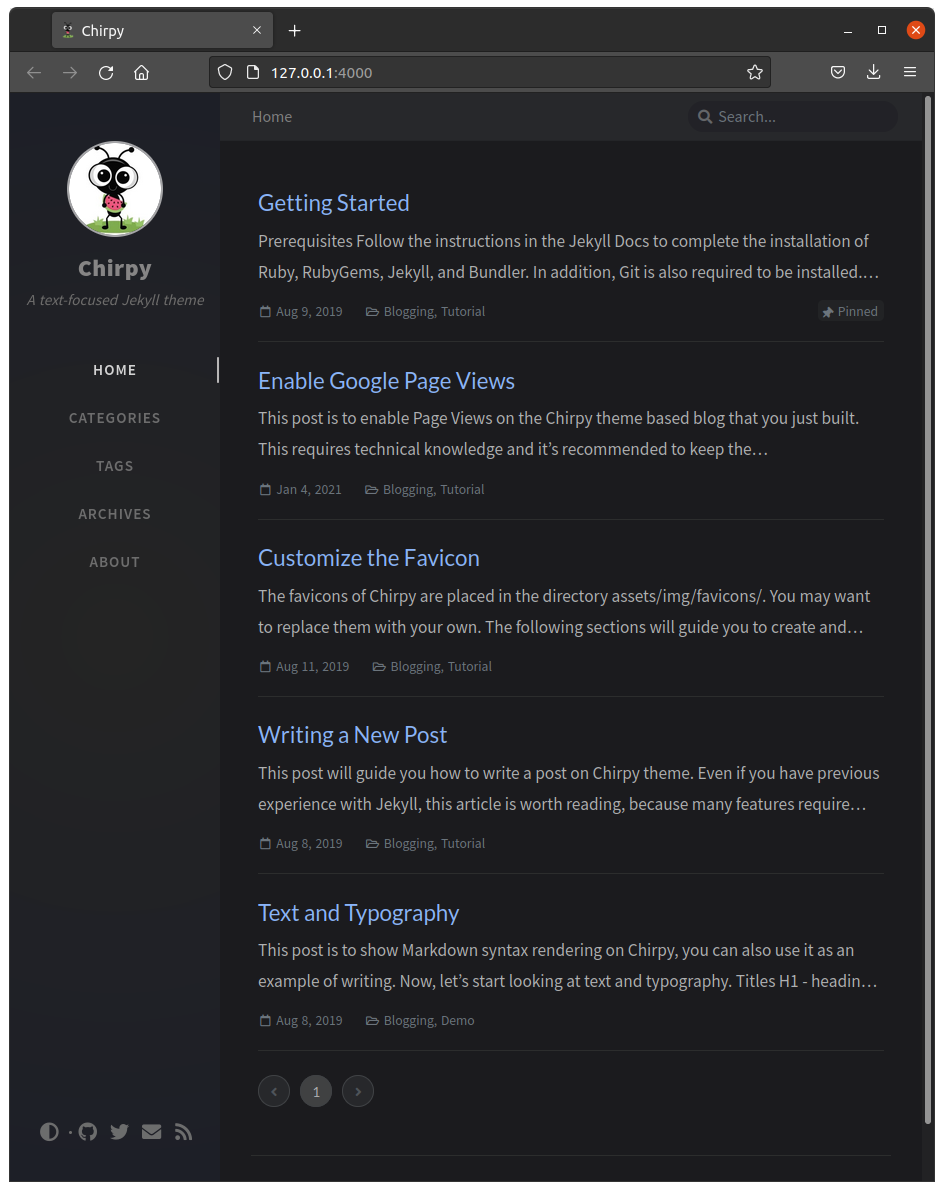 Chirpy
127.0.0.1:4000
Chirpy
A text-focused Jekyll theme
HOME
CATEGORIES
TAGS
ARCHIVES
ABOUT
Home
Search...
Getting Started
Prerequisites Follow the instructions in the Jekyll Docs to complete the installation of
Ruby, RubyGems, Jekyll, and Bundler. In addition, Git is also required to be installed.…
Aug 9, 2019 Blogging, Tutorial Pinned
Enable Google Page Views
This post is to enable Page Views on the Chirpy theme based blog that you just built.
This requires technical knowledge and it’s recommended to keep the…
Jan 4, 2021 Blogging, Tutorial
Customize the Favicon
The favicons of Chirpy are placed in the directory assets/img/favicons/. You may want
to replace them with your own. The following sections will guide you to create and…
Aug 11, 2019 Blogging, Tutorial
Writing a New Post
This post will guide you how to write a post on Chirpy theme. Even if you have previous
experience with Jekyll, this article is worth reading, because many features require…
Aug 8, 2019 Blogging, Tutorial
Text and Typography
This post is to show Markdown syntax rendering on Chirpy, you can also use it as an
example of writing. Now, let’s start looking at text and typography. Titles H1 - headin…
Aug 8, 2019 Blogging, Demo
1